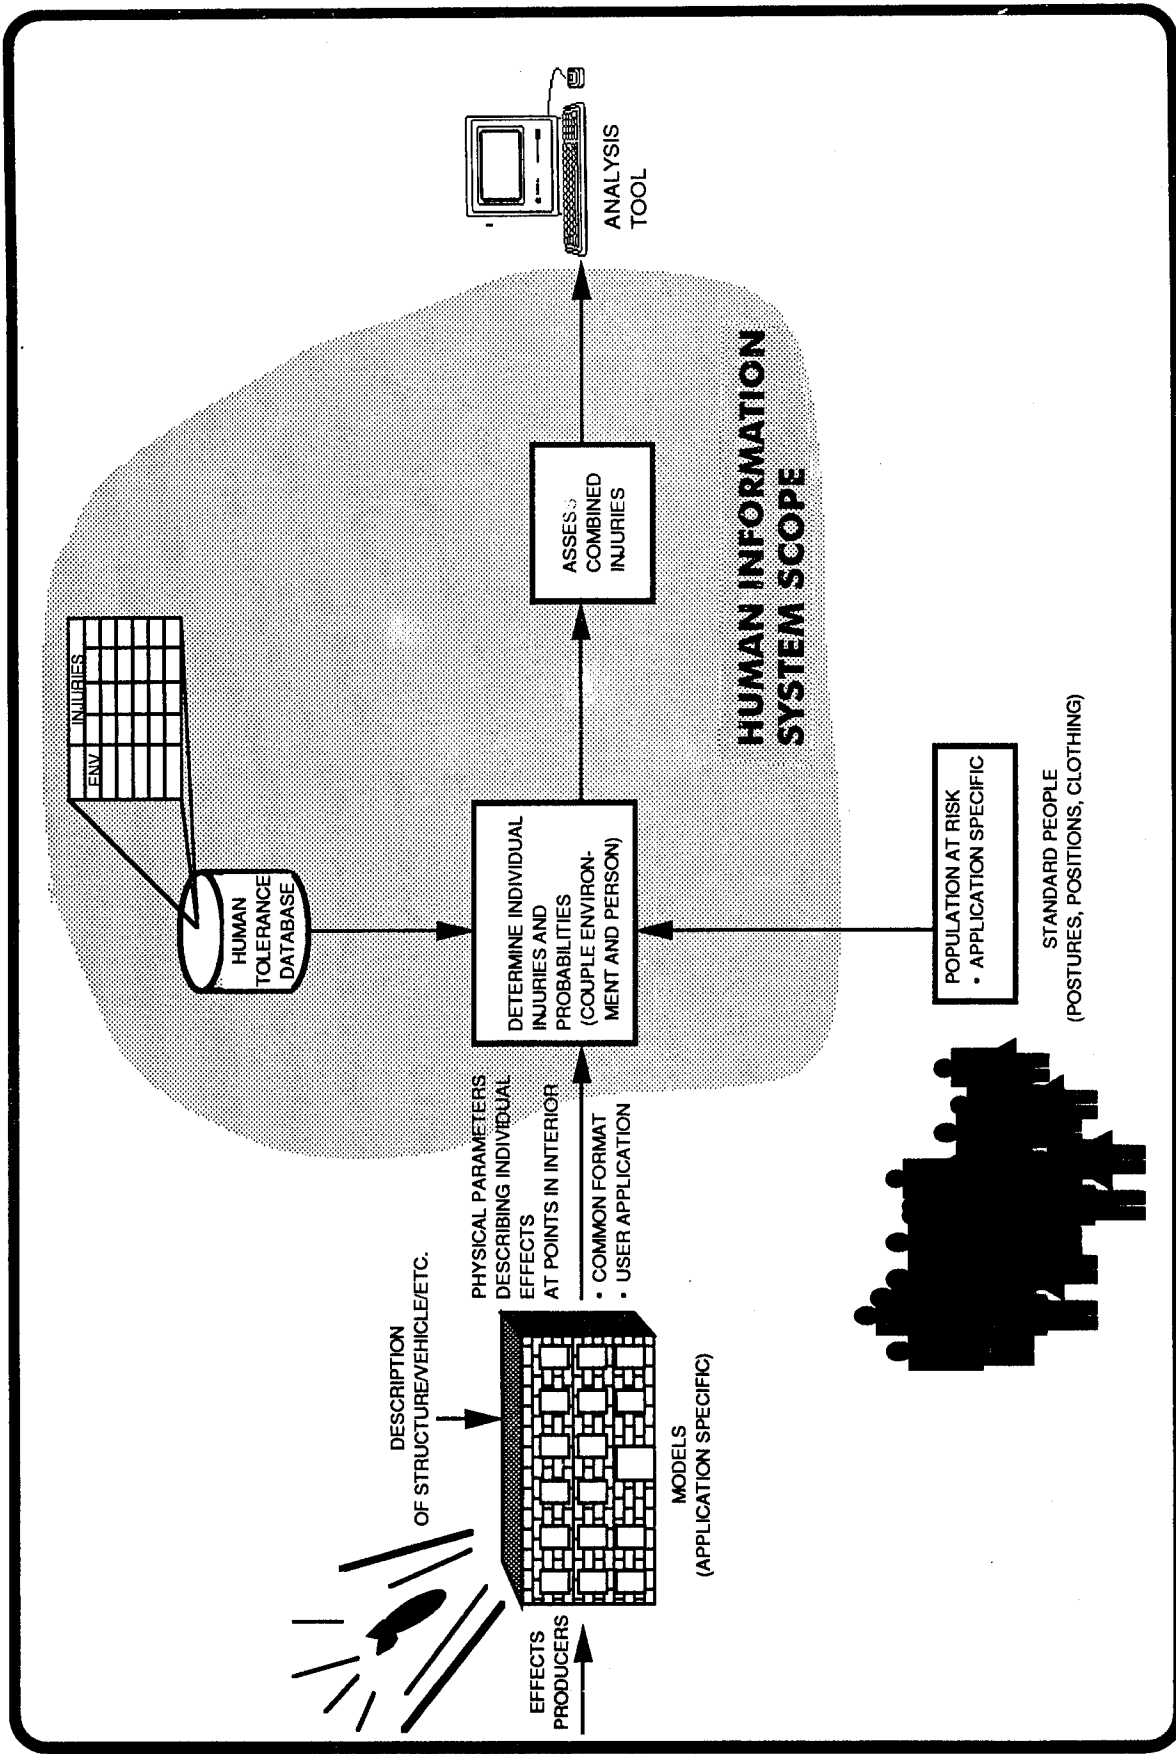 EFFECTS
PRODUCERS
DESCRIPTION
OF STRUCTURE/VEHICLE/ETC.
MODELS
(APPLICATION SPECIFIC)
PHYSICAL PARAMETERS
DESCRIBING INDIVIDUAL
EFFECTS
AT POINTS IN INTERIOR
• COMMON FORMAT
• USER APPLICATION
INJURIES
ENV
HUMAN
TOLERANCE
DATABASE
DETERMINE INDIVIDUAL
INJURIES AND
PROBABILITIES
(COUPLE ENVIRON-
MENT AND PERSON)
POPULATION AT RISK
• APPLICATION SPECIFIC
STANDARD PEOPLE
(POSTURES, POSITIONS, CLOTHING)
ASSESS
COMBINED
INJURIES
HUMAN INFORMATION
SYSTEM SCOPE
ANALYSIS
TOOL